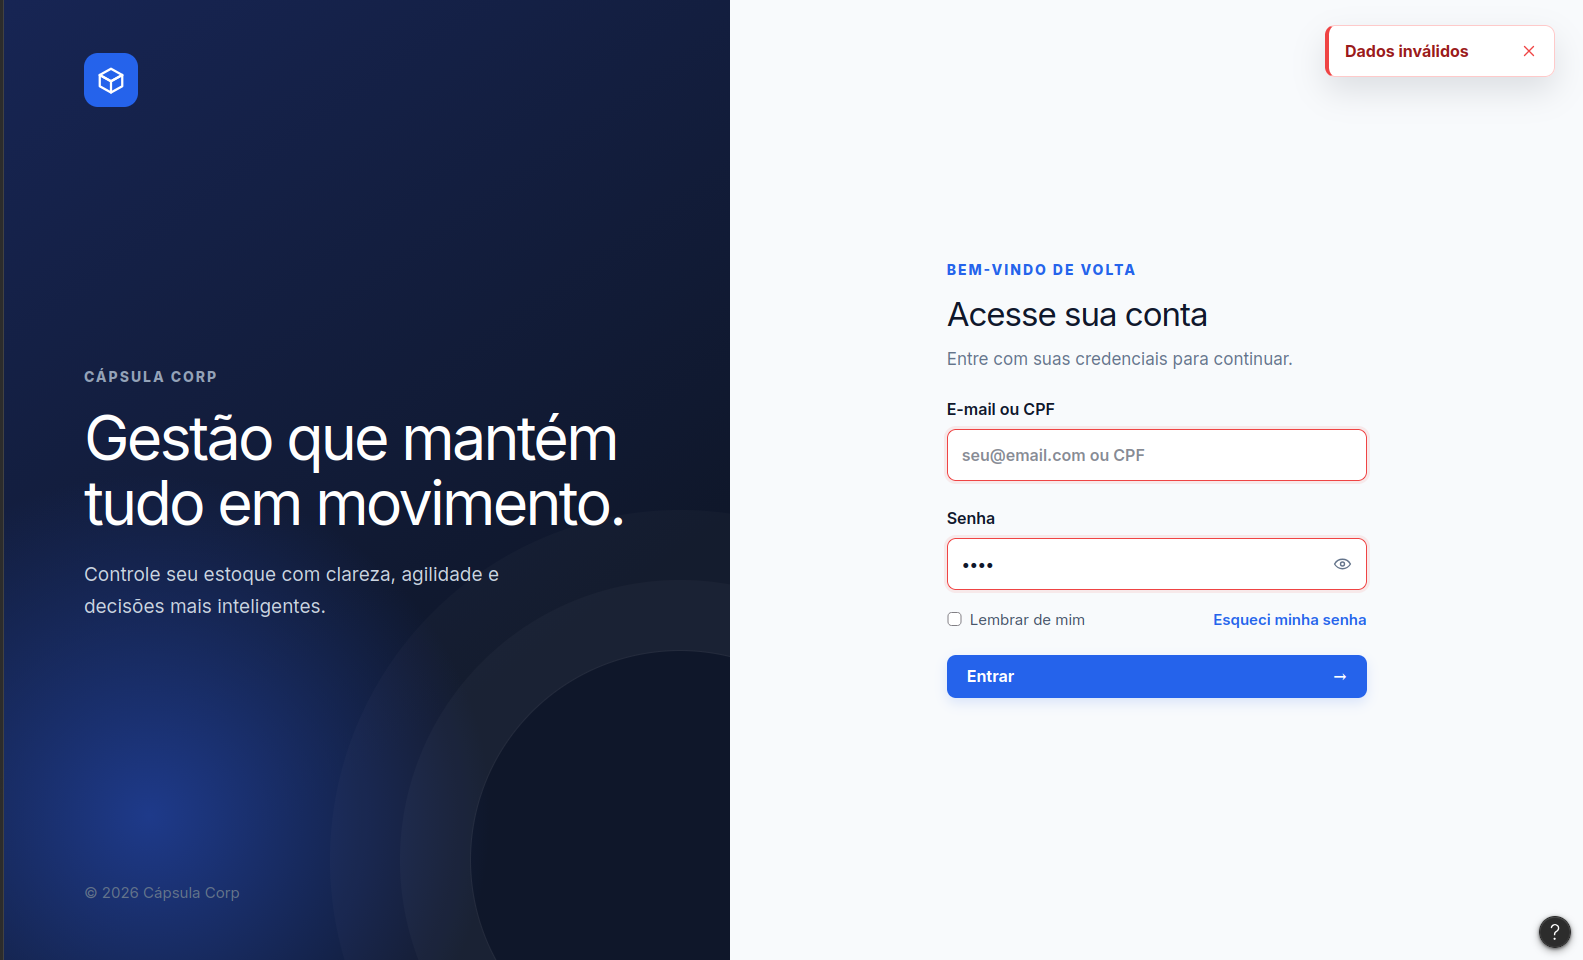 Dados inválidos
CÁPSULA CORP
Gestão que mantém
tudo em movimento.
Controle seu estoque com clareza, agilidade e
decisões mais inteligentes.
© 2026 Cápsula Corp
BEM-VINDO DE VOLTA
Acesse sua conta
Entre com suas credenciais para continuar.
E-mail ou CPF
seu@email.com ou CPF
Senha
••••
Lembrar de mim
Esqueci minha senha
Entrar →
?